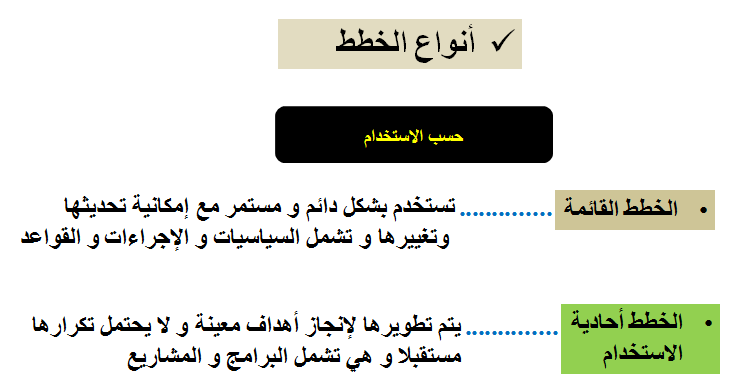 ✓ أنواع الخطط
حسب الاستخدام
• الخطط القائمة .............. تستخدم بشكل دائم و مستمر مع إمكانية تحديثها
وتغييرها و تشمل السياسيات و الإجراءات و القواعد
• الخطط أحادية .............. يتم تطويرها لإنجاز أهداف معينة و لا يحتمل تكرارها
الاستخدام مستقبلا و هي تشمل البرامج و المشاريع